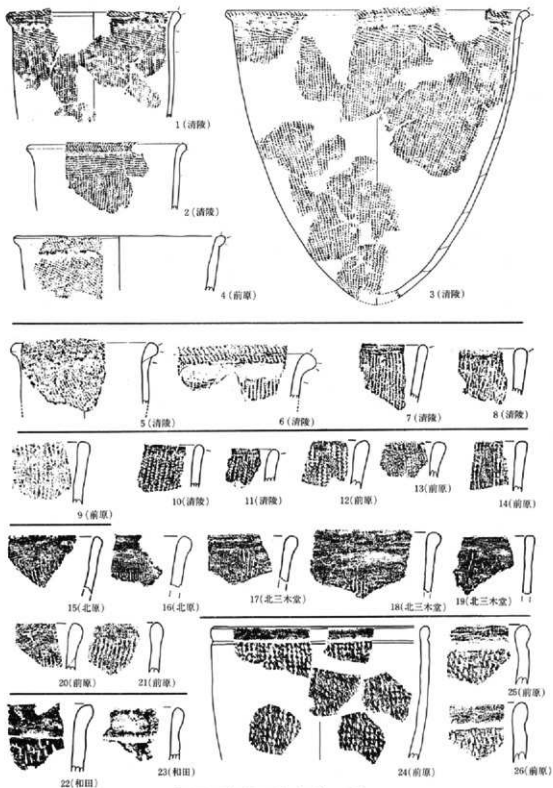 1(清陵)
2(清陵)
4(前原)
3(清陵)
5(清陵)
6(清陵)
7(清陵)
8(清陵)
9(前原)
10(清陵)
11(清陵)
12(前原)
13(前原)
14(前原)
15(北原)
16(北原)
17(北三木堂)
18(北三木堂)
19(北三木堂)
20(前原)
21(前原)
22(和田)
23(和田)
24(前原)
25(前原)
26(前原)